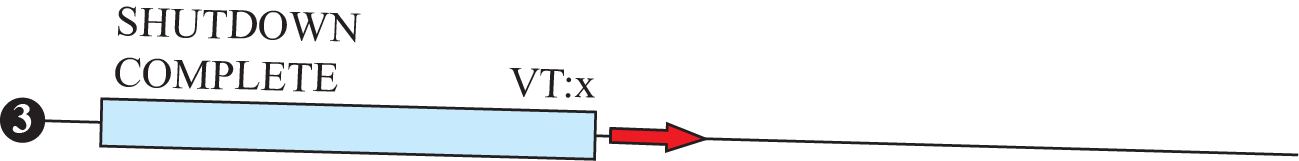 SHUTDOWN
COMPLETE VT:x
3